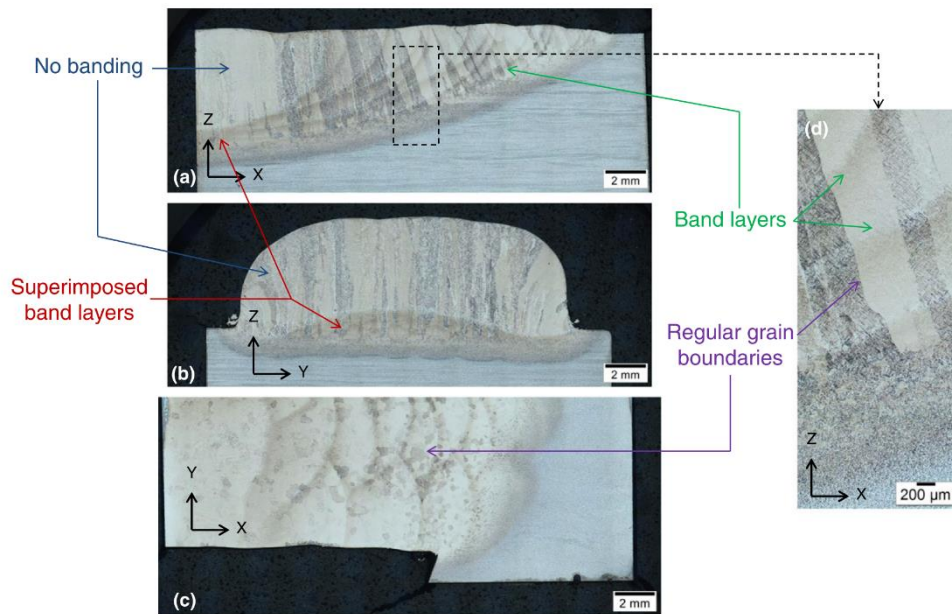 No banding
Z
X
(a)
2 mm
(d)
Band layers
Superimposed
band layers
Z
Y
(b)
2 mm
Regular grain
boundaries
Y
X
(c)
2 mm
Z
X
200 µm